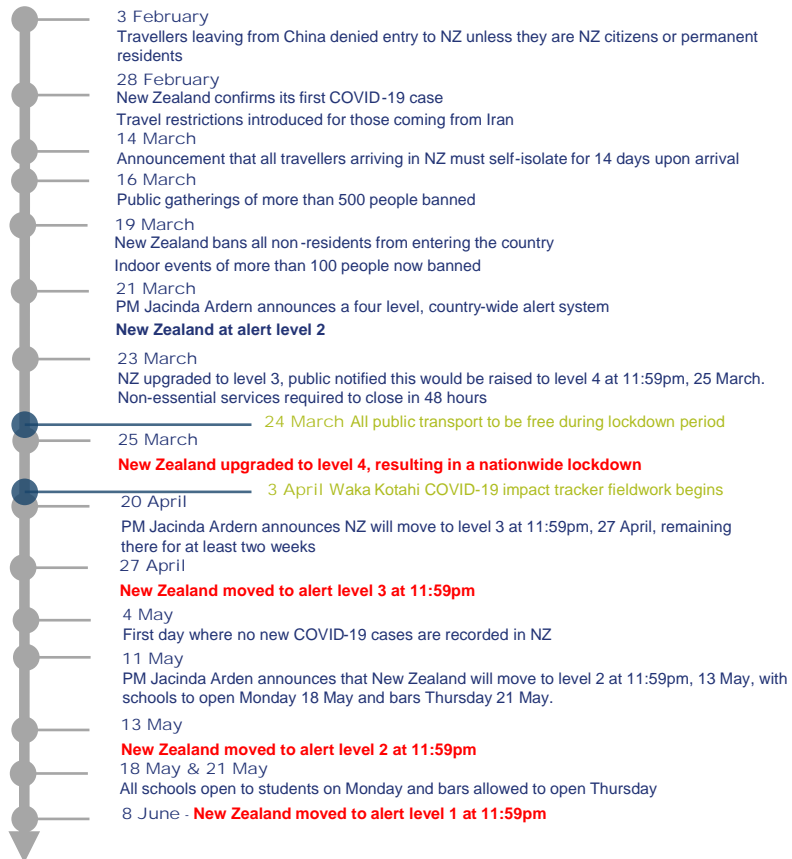 3 February
Travellers leaving from China denied entry to NZ unless they are NZ citizens or permanent
residents
28 February
New Zealand confirms its first COVID-19 case
Travel restrictions introduced for those coming from Iran
14 March
Announcement that all travellers arriving in NZ must self-isolate for 14 days upon arrival
16 March
Public gatherings of more than 500 people banned
19 March
New Zealand bans all non-residents from entering the country
Indoor events of more than 100 people now banned
21 March
PM Jacinda Ardern announces a four level, country-wide alert system
New Zealand at alert level 2
23 March
NZ upgraded to level 3, public notified this would be raised to level 4 at 11:59pm, 25 March.
Non-essential services required to close in 48 hours
24 March All public transport to be free during lockdown period
25 March
New Zealand upgraded to level 4, resulting in a nationwide lockdown
3 April Waka Kotahi COVID-19 impact tracker fieldwork begins
20 April
PM Jacinda Ardern announces NZ will move to level 3 at 11:59pm, 27 April, remaining
there for at least two weeks
27 April
New Zealand moved to alert level 3 at 11:59pm
4 May
First day where no new COVID-19 cases are recorded in NZ
11 May
PM Jacinda Arden announces that New Zealand will move to level 2 at 11:59pm, 13 May, with
schools to open Monday 18 May and bars Thursday 21 May.
13 May
New Zealand moved to alert level 2 at 11:59pm
18 May & 21 May
All schools open to students on Monday and bars allowed to open Thursday
8 June - New Zealand moved to alert level 1 at 11:59pm